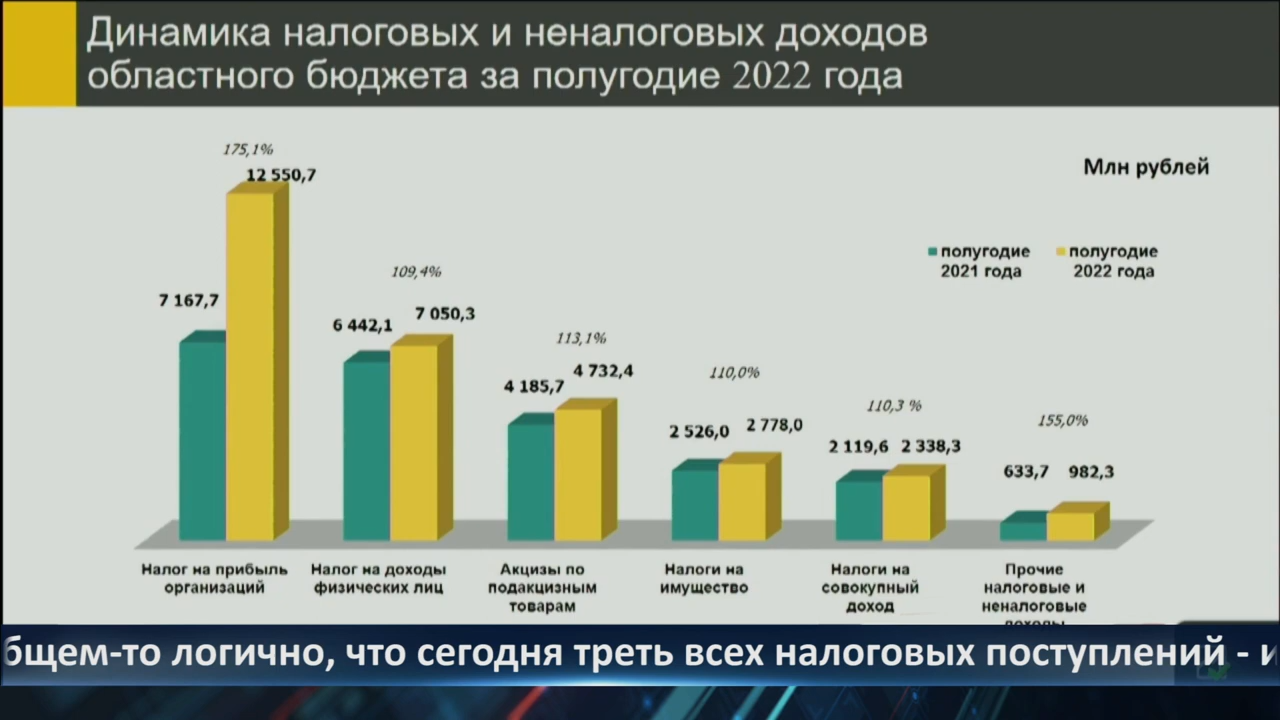 Динамика налоговых и неналоговых доходов
областного бюджета за полугодие 2022 года
Млн рублей
полугодие 2021 года
полугодие 2022 года
175,1%
12 550,7
7 167,7
109,4%
6 442,1
7 050,3
113,1%
4 185,7
4 732,4
110,0%
2 526,0
2 778,0
110,3 %
2 119,6
2 338,3
155,0%
633,7
982,3
Налог на прибыль
организаций
Налог на доходы
физических лиц
Акцизы по
подакцизным
товарам
Налоги на
имущество
Налоги на
совокупный
доход
Прочие
налоговые и
неналоговые
доходы
бщем-то логично, что сегодня треть всех налоговых поступлений - и